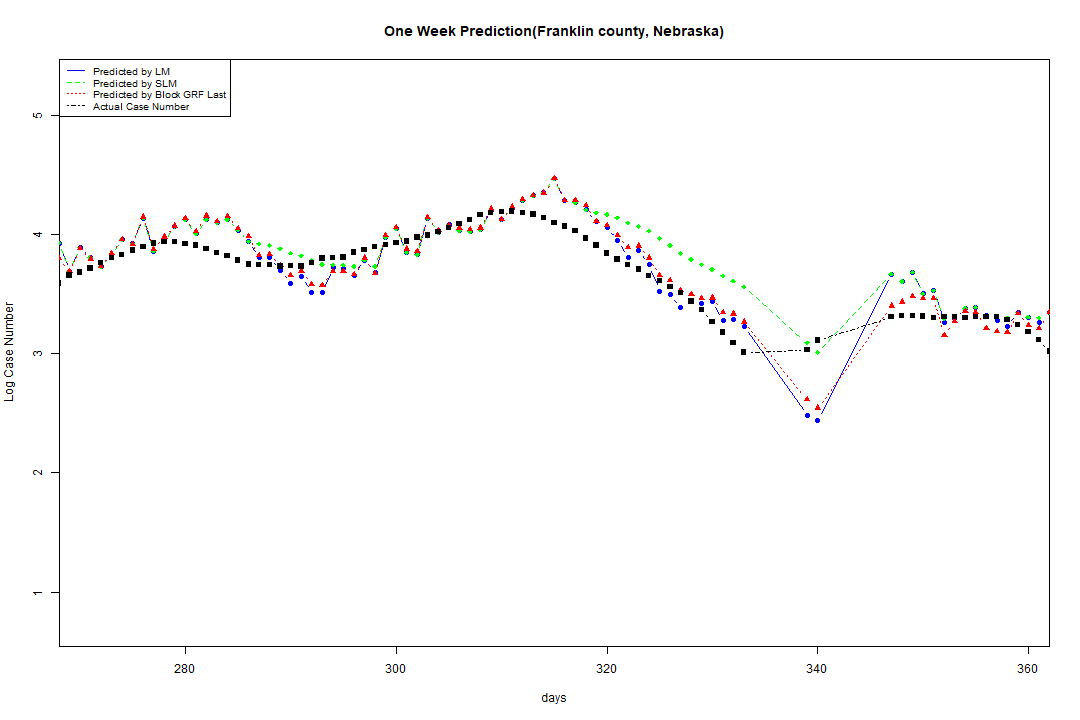 One Week Prediction(Franklin county, Nebraska)
Predicted by LM
Predicted by SLM
Predicted by Block GRF Last
Actual Case Number
5
4
3
2
1
Log Case Number
280 300 320 340 360
days